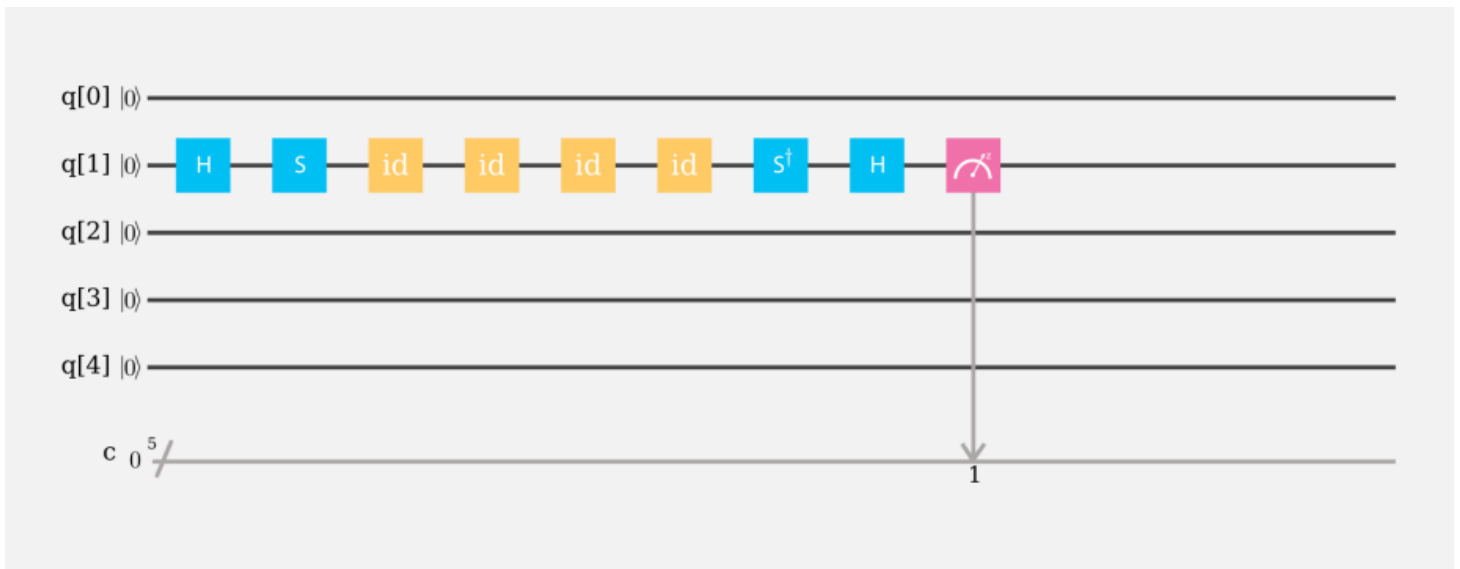 q[0] |0⟩
q[1] |0⟩ H S id id id id S† H z
q[2] |0⟩
q[3] |0⟩
q[4] |0⟩
c 0 5
1